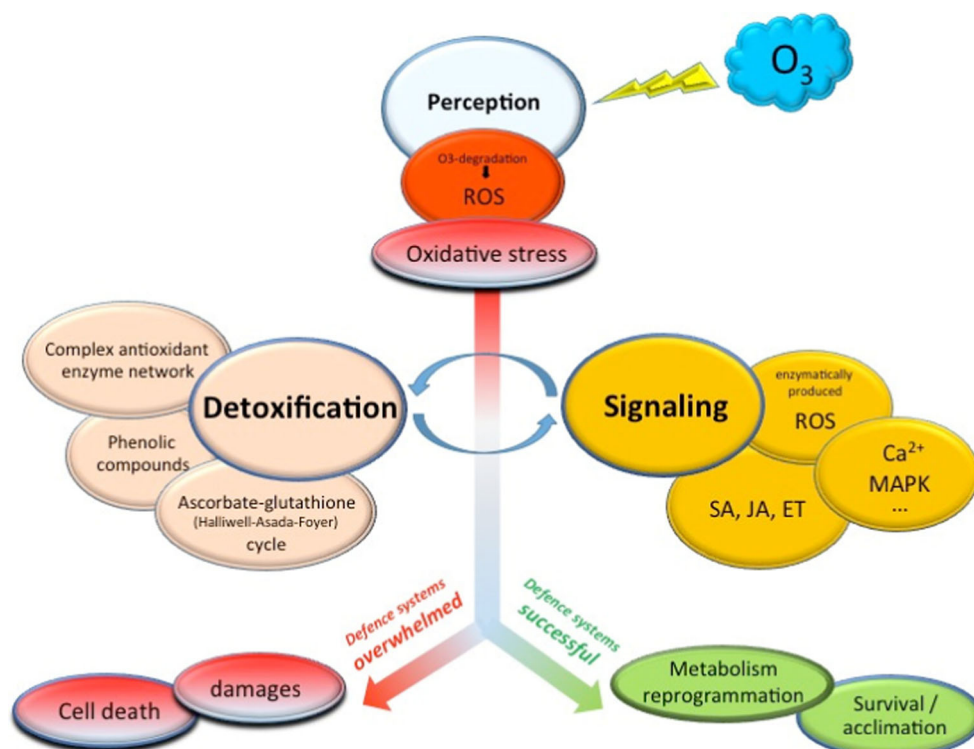 O₃
Perception
O3-degradation
ROS
Oxidative stress
Complex antioxidant
enzyme network
Detoxification
Phenolic
compounds
Ascorbate-glutathione
(Halliwell-Asada-Foyer)
cycle
Signaling
enzymatically
produced
ROS
Ca²⁺
MAPK
...
SA, JA, ET
Defence systems
overwhelmed
Defence systems
successful
Cell death
damages
Metabolism
reprogrammation
Survival /
acclimation